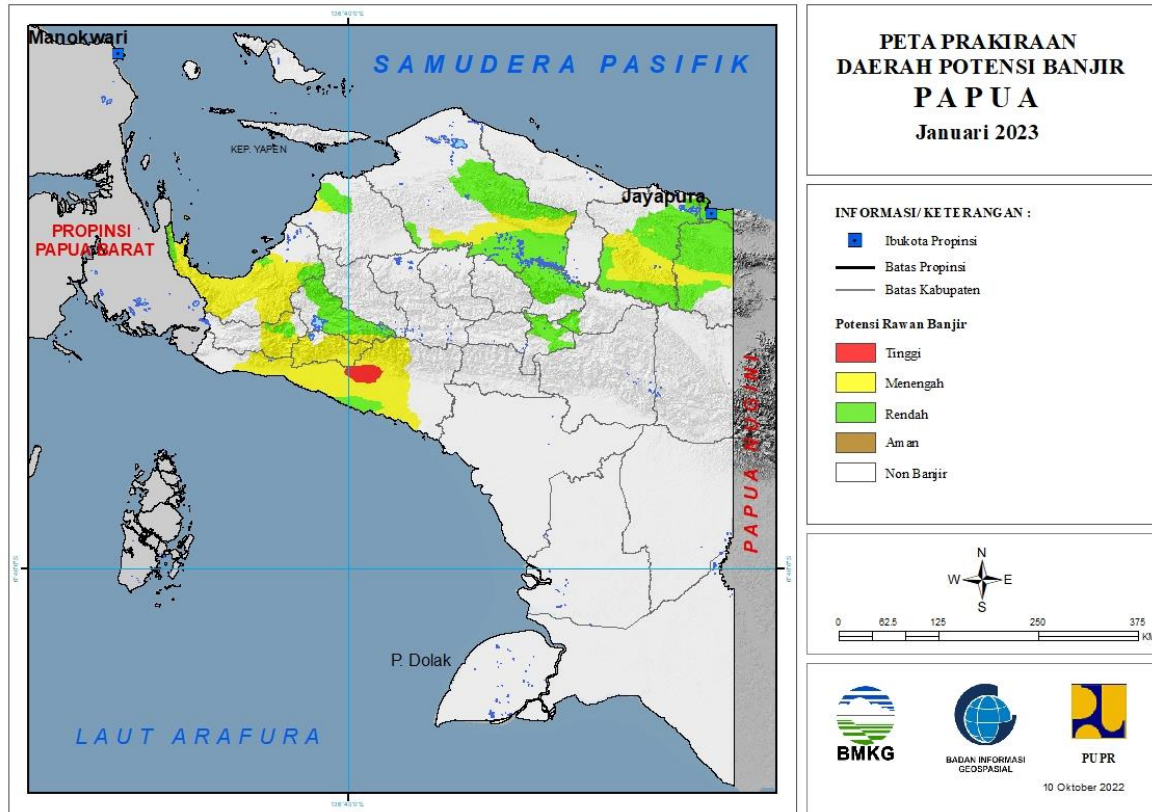 Manokwari
SAMUDERA PASIFIK
KEP. YAPEN
Jayapura
PROPINSI
PAPUA BARAT
PAPUA NUGINI
P. Dolak
LAUT ARAFURA
PETA PRAKIRAAN
DAERAH POTENSI BANJIR
PAPUA
Januari 2023
INFORMASI/ KETERANGAN :
Ibukota Propinsi
Batas Propinsi
Batas Kabupaten
Potensi Rawan Banjir
Tinggi
Menengah
Rendah
Aman
Non Banjir
N
W E
S
0 62.5 125 250 375
KM
BMKG
BADAN INFORMASI
GEOSPASIAL
PUPR
10 Oktober 2022